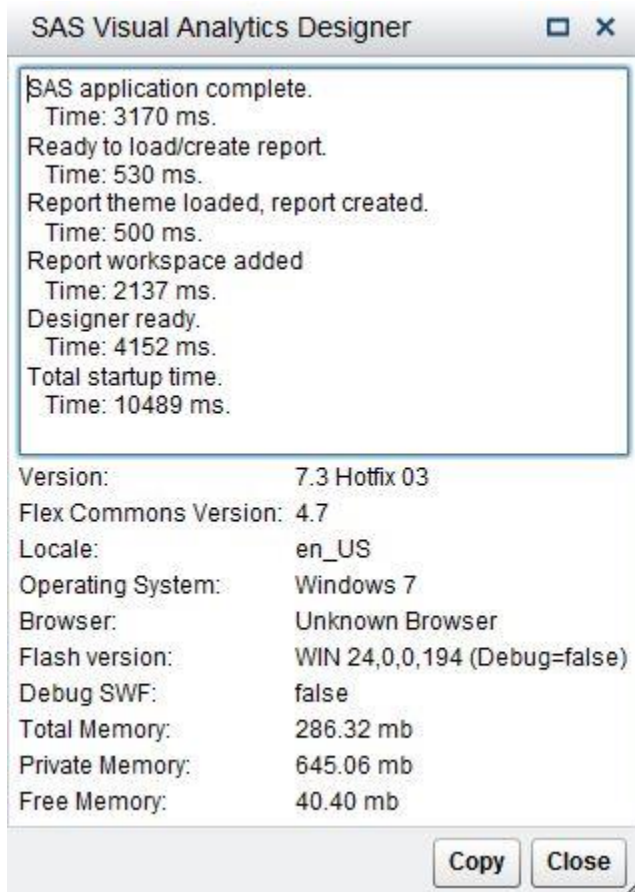 SAS Visual Analytics Designer
SAS application complete.
Time: 3170 ms.
Ready to load/create report.
Time: 530 ms.
Report theme loaded, report created.
Time: 500 ms.
Report workspace added
Time: 2137 ms.
Designer ready.
Time: 4152 ms.
Total startup time.
Time: 10489 ms.
Version: 7.3 Hotfix 03
Flex Commons Version: 4.7
Locale: en_US
Operating System: Windows 7
Browser: Unknown Browser
Flash version: WIN 24,0,0,194 (Debug=false)
Debug SWF: false
Total Memory: 286.32 mb
Private Memory: 645.06 mb
Free Memory: 40.40 mb
Copy Close